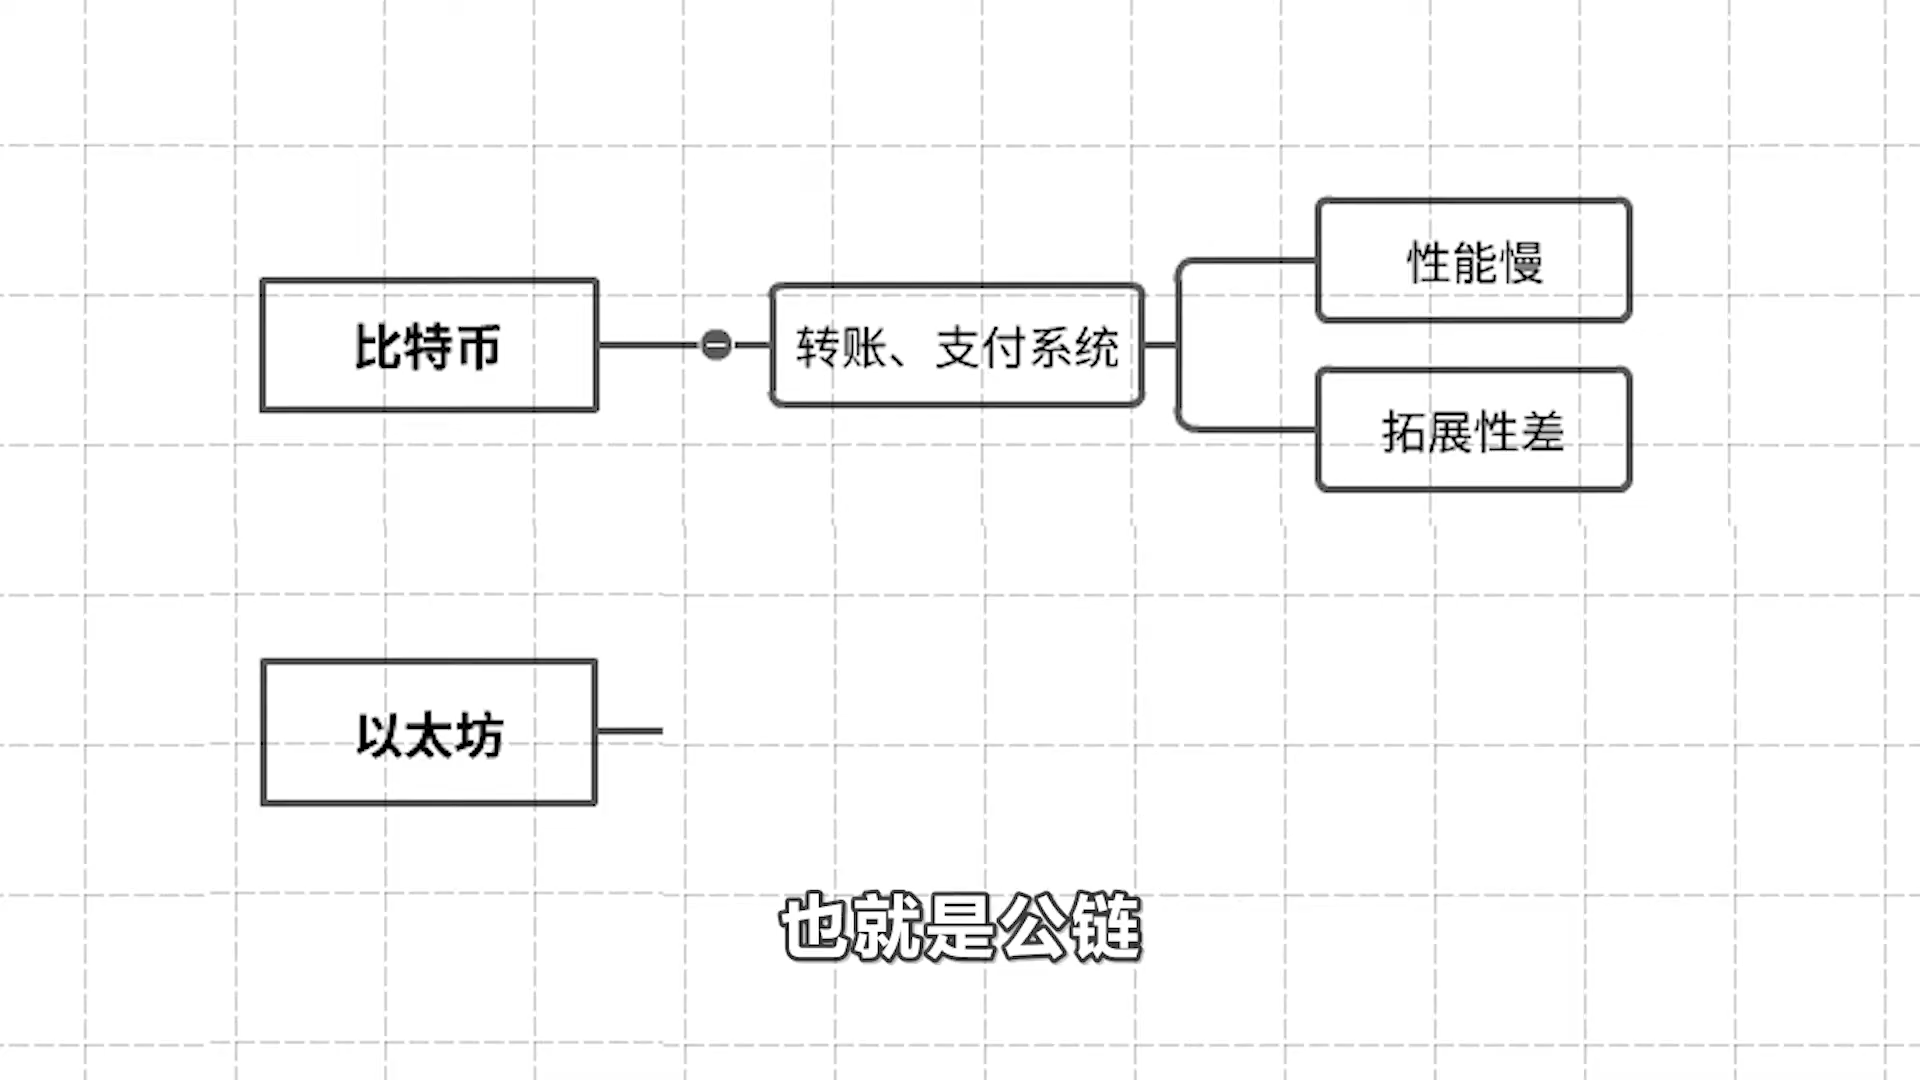 比特币
转账、支付系统
性能慢
拓展性差
以太坊
也就是公链